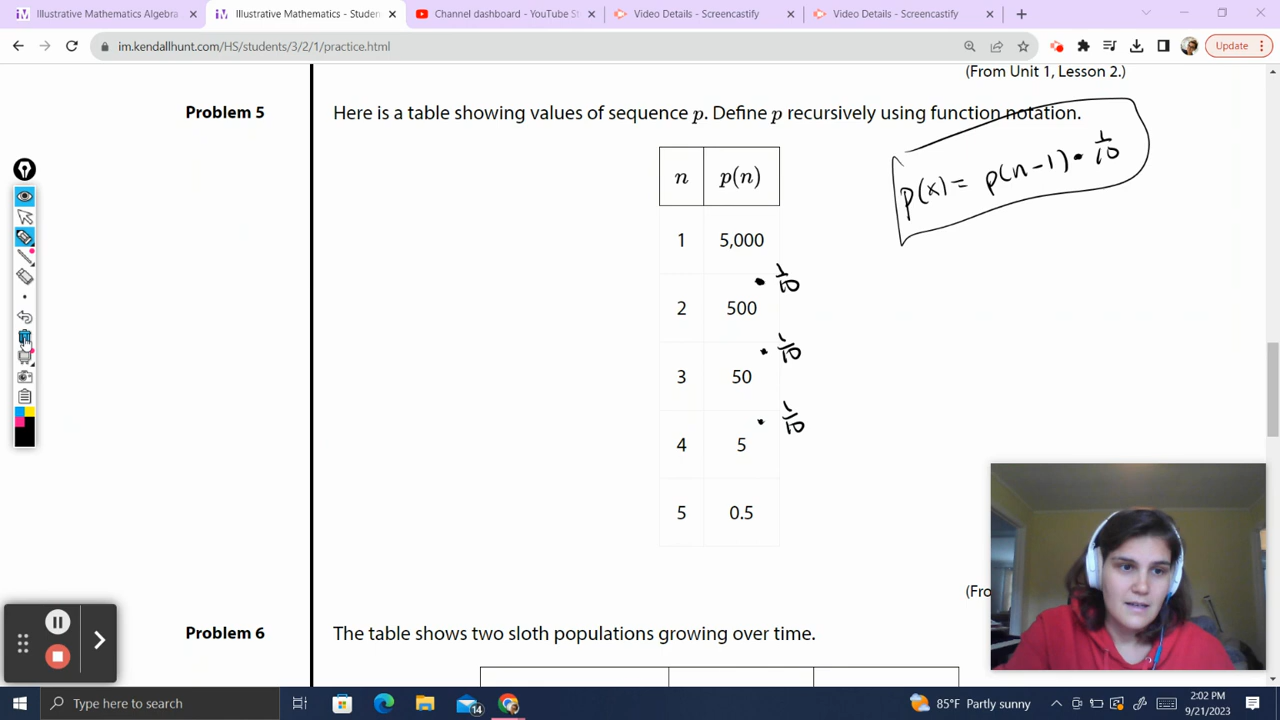 Illustrative Mathematics Algebra
Illustrative Mathematics - Studen
Channel dashboard - YouTube St
Video Details - Screencastify
Video Details - Screencastify
im.kendallhunt.com/HS/students/3/2/1/practice.html
Update
(From Unit 1, Lesson 2.)
Problem 5
Here is a table showing values of sequence p. Define p recursively using function notation.
p(x) = p(n-1) • 1/10
n p(n)
1 5,000
• 1/10
2 500
• 1/10
3 50
• 1/10
4 5
5 0.5
(Fro
Problem 6
The table shows two sloth populations growing over time.
Type here to search
14
85°F Partly sunny
2:02 PM
9/21/2023